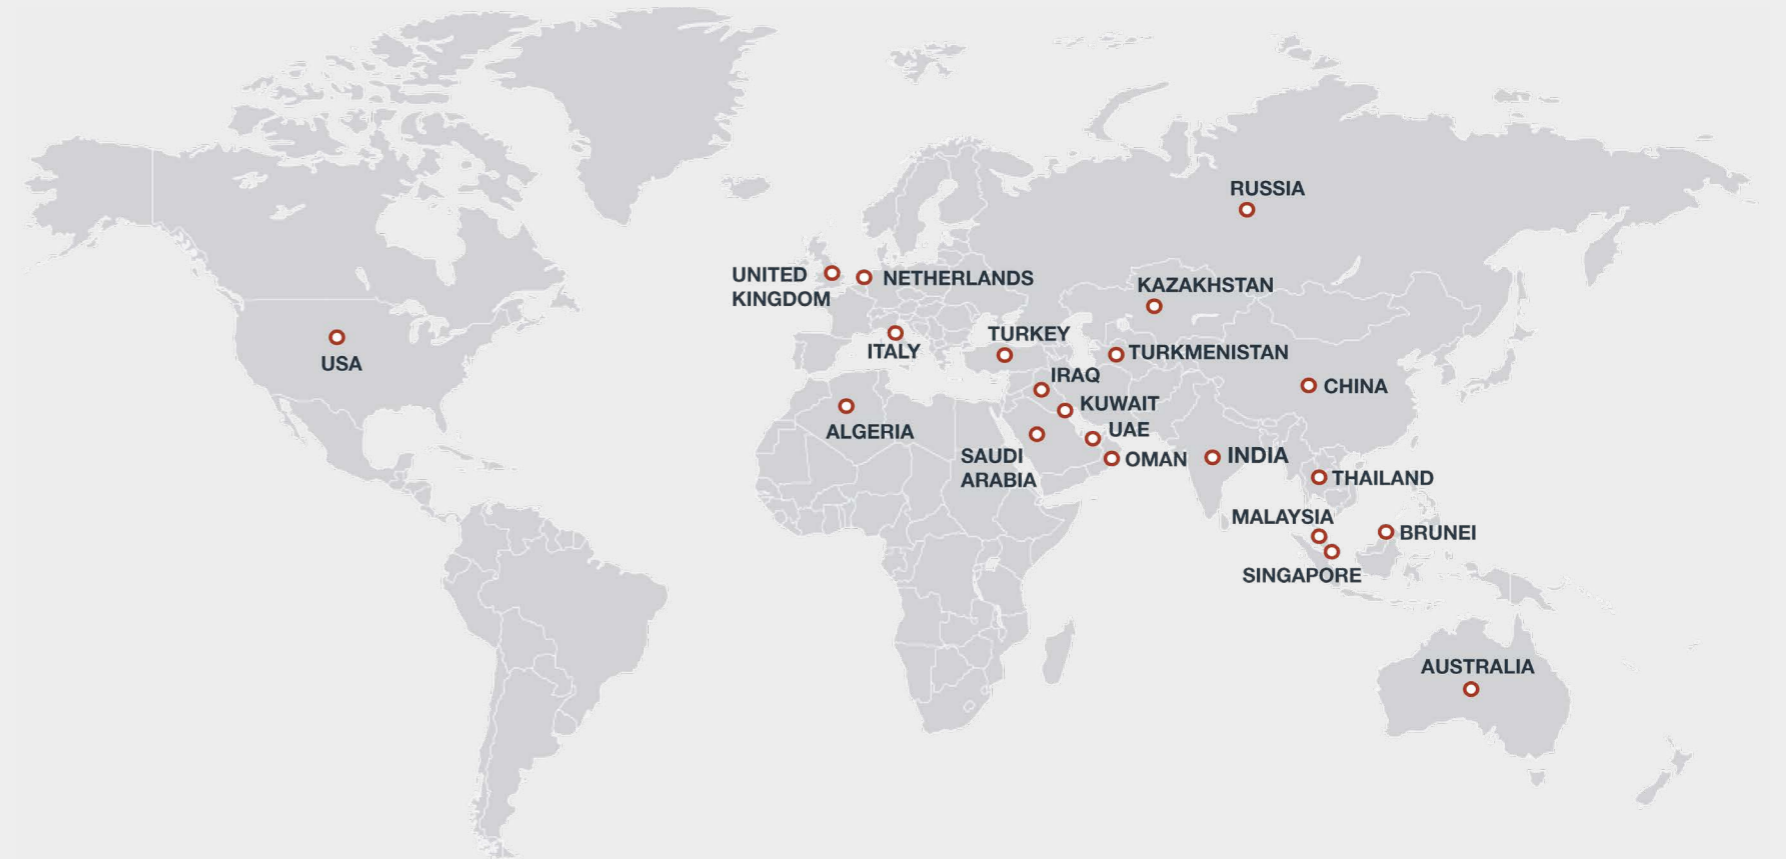 RUSSIA
UNITED
KINGDOM
NETHERLANDS
KAZAKHSTAN
TURKEY
ITALY
TURKMENISTAN
USA
IRAQ
CHINA
KUWAIT
ALGERIA
UAE
SAUDI
ARABIA
OMAN
INDIA
THAILAND
MALAYSIA
BRUNEI
SINGAPORE
AUSTRALIA